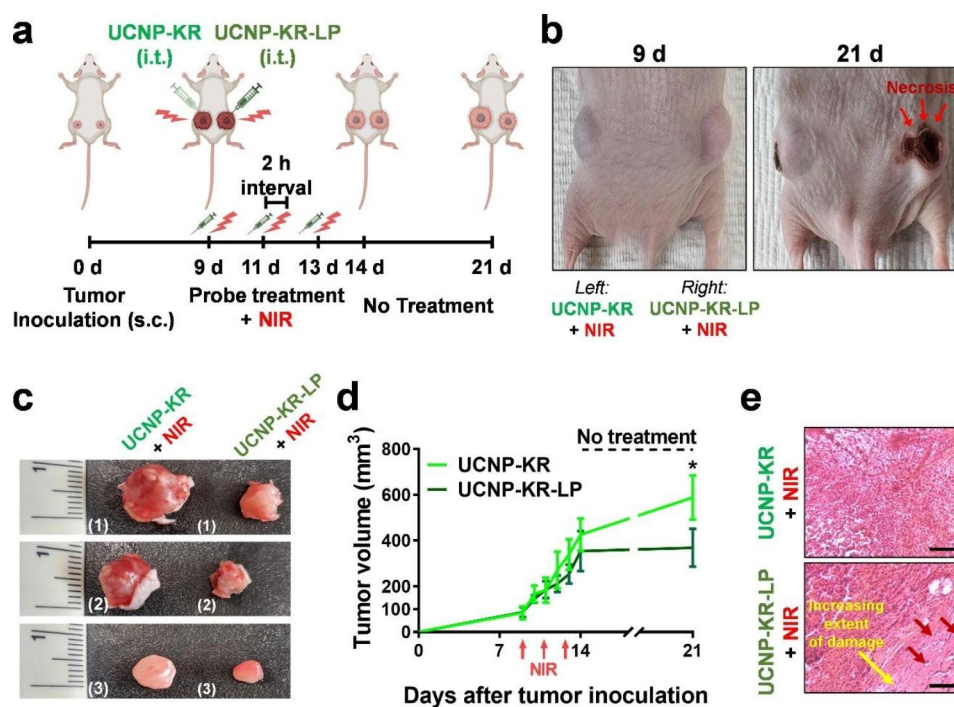 a
UCNP-KR
(i.t.)
UCNP-KR-LP
(i.t.)
2 h
interval
0 d
9 d
11 d
13 d
14 d
21 d
Tumor
Inoculation (s.c.)
Probe treatment
+ NIR
No Treatment
b
9 d
21 d
Necrosis
Left:
UCNP-KR
+ NIR
Right:
UCNP-KR-LP
+ NIR
c
UCNP-KR
+ NIR
UCNP-KR-LP
+ NIR
1
(1)
(1)
1
(2)
(2)
1
(3)
(3)
d
No treatment
*
UCNP-KR
UCNP-KR-LP
Tumor volume (mm³)
800
600
400
200
100
0
0
7
14
21
NIR
Days after tumor inoculation
e
UCNP-KR
+ NIR
UCNP-KR-LP
+ NIR
Increasing
extent
of damage